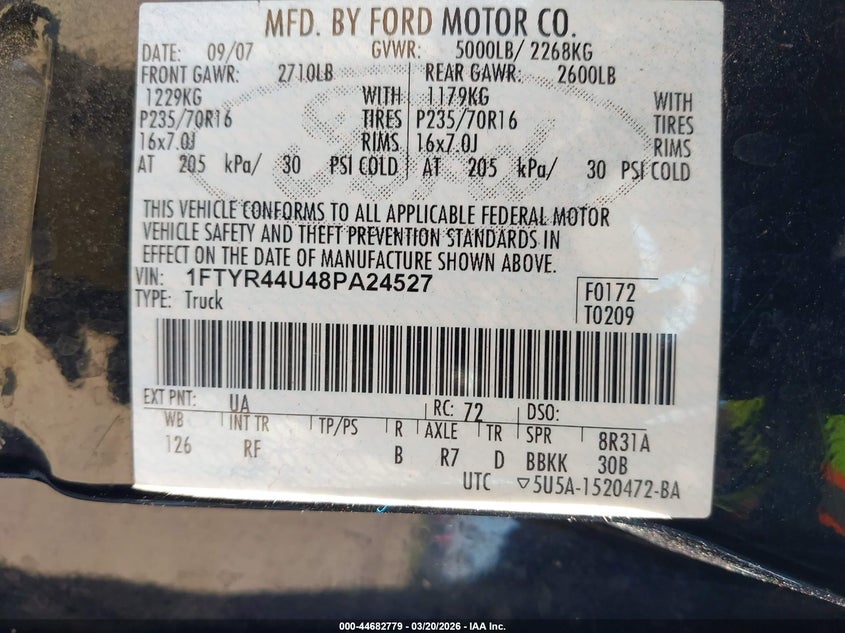 MFD. BY FORD MOTOR CO.
DATE: 09/07 GVWR: 5000LB/ 2268KG
FRONT GAWR: 2710LB REAR GAWR: 2600LB
1229KG WITH 1179KG WITH
P235/70R16 TIRES P235/70R16 TIRES
16x7.0J RIMS 16x7.0J RIMS
AT 205 kPa/ 30 PSI COLD AT 205 kPa/ 30 PSI COLD
Ford
THIS VEHICLE CONFORMS TO ALL APPLICABLE FEDERAL MOTOR
VEHICLE SAFETY AND THEFT PREVENTION STANDARDS IN
EFFECT ON THE DATE OF MANUFACTURE SHOWN ABOVE.
VIN: 1FTYR44U48PA24527 F0172
TYPE: Truck T0209
EXT PNT: UA RC: 72 DSO:
WB INT TR TP/PS R AXLE TR SPR 8R31A
126 RF B R7 D BBKK 30B
UTC ▽5U5A-1520472-BA
000-44682779 - 03/20/2026 - IAA Inc.